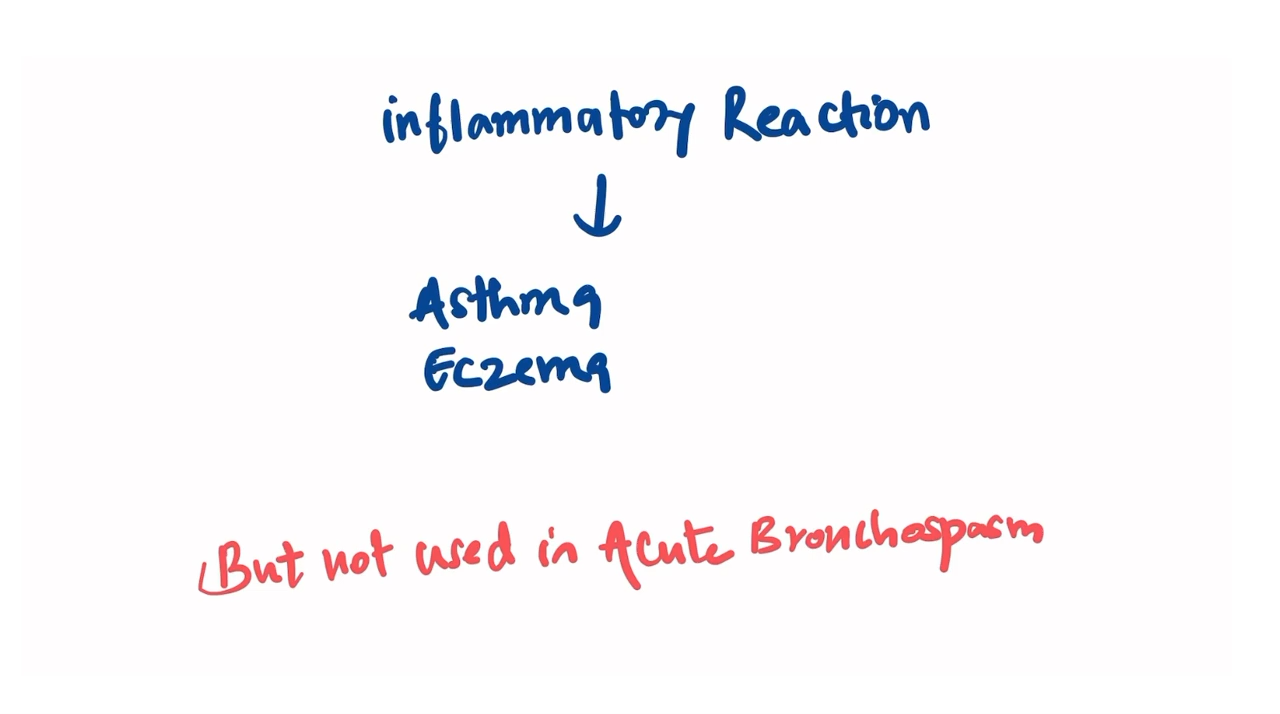 inflammatory Reaction
↓
Asthma
Eczema
But not used in Acute Bronchospasm